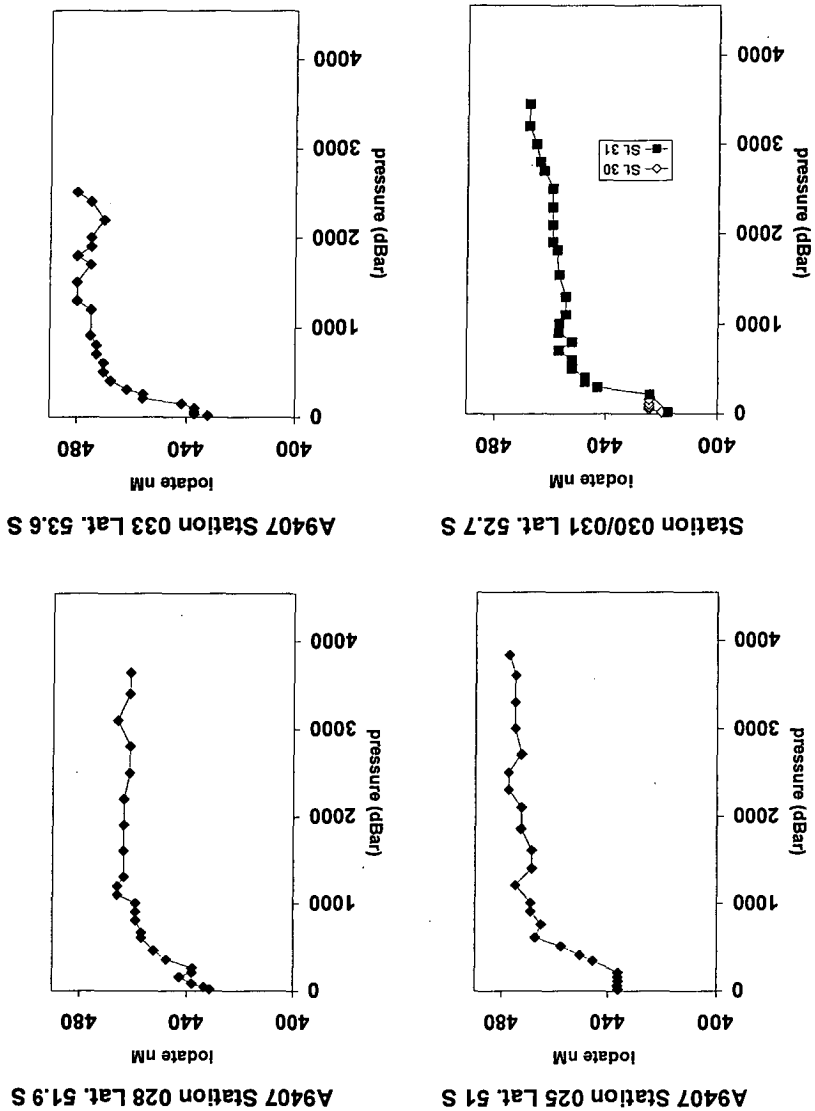 A9407 Station 025 Lat. 51 S
iodate nM
400 440 480
0
1000
2000
3000
4000
pressure (dBar)
A9407 Station 028 Lat. 51.9 S
iodate nM
400 440 480
0
1000
2000
3000
4000
pressure (dBar)
Station 030/031 Lat. 52.7 S
iodate nM
400 440 480
0
1000
2000
3000
4000
pressure (dBar)
St. 30
St. 31
A9407 Station 033 Lat. 53.6 S
iodate nM
400 440 480
0
1000
2000
3000
4000
pressure (dBar)